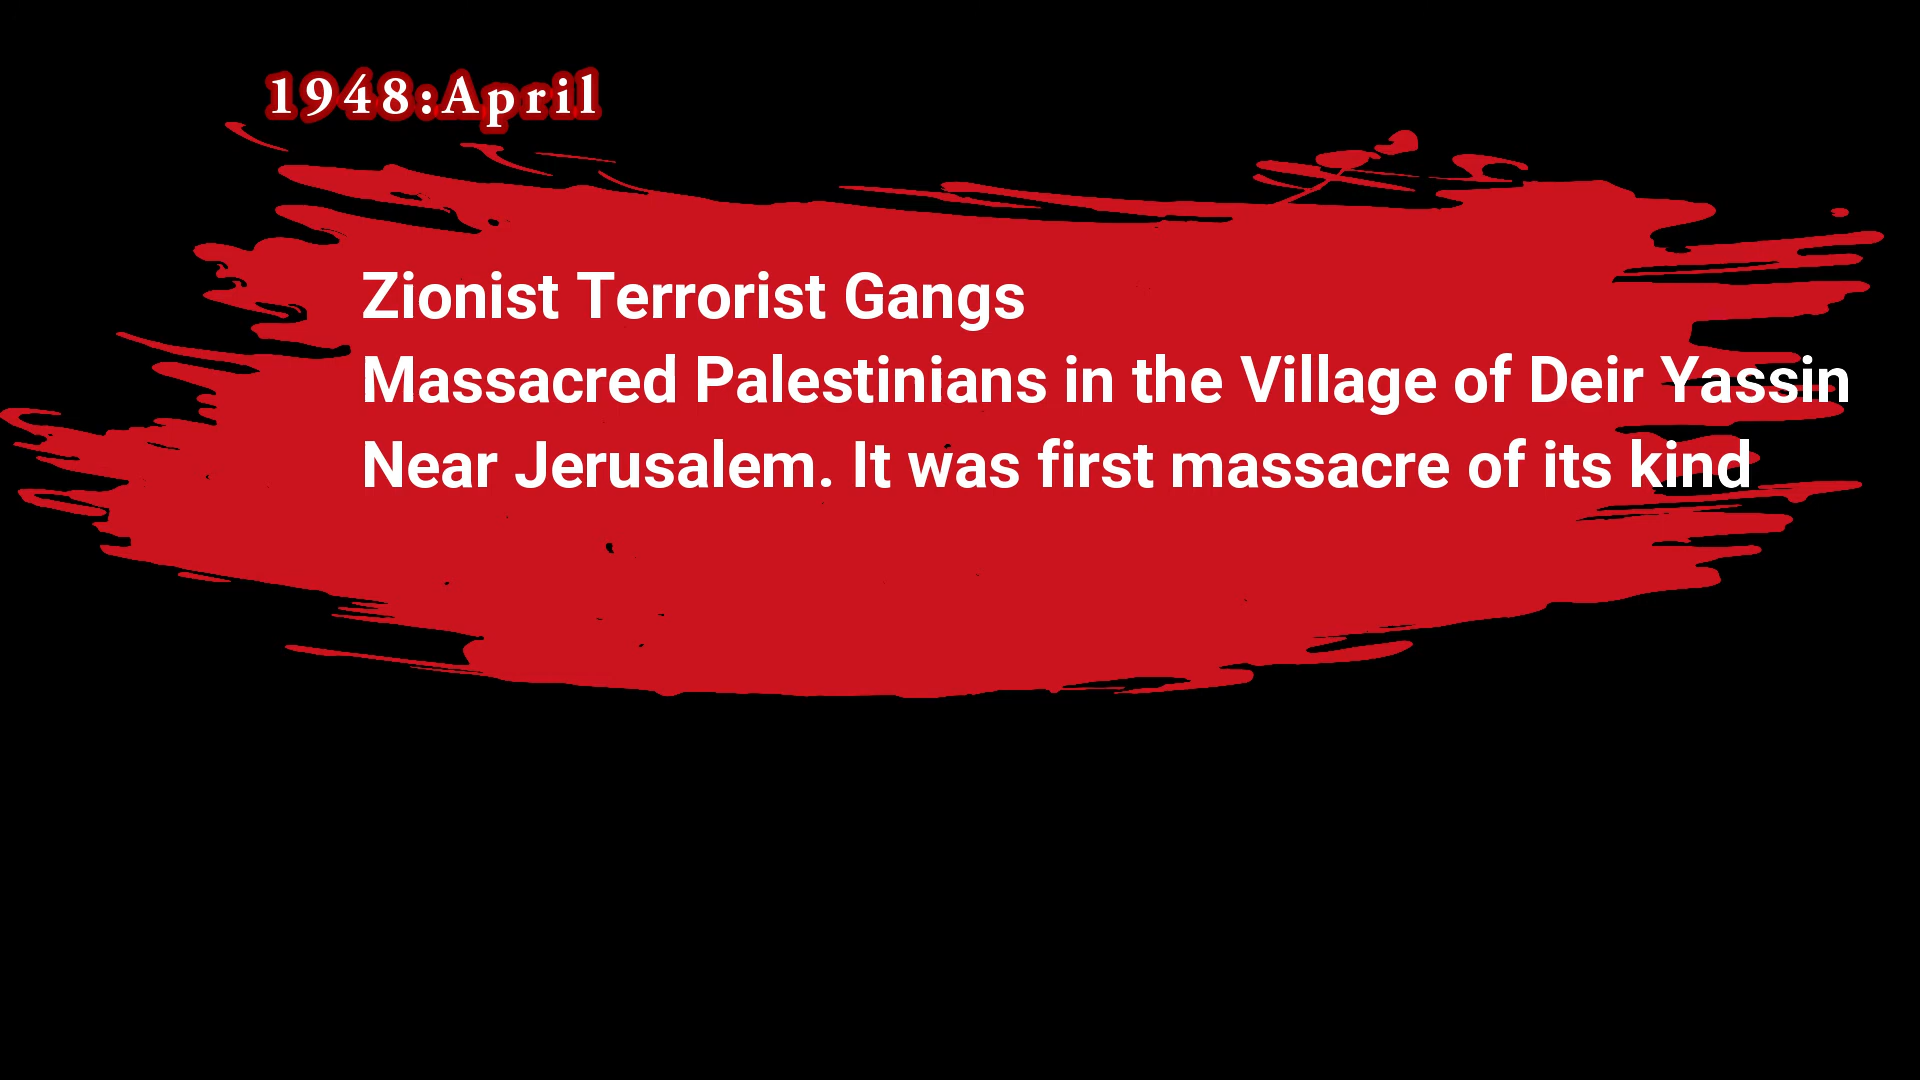 1948:April
Zionist Terrorist Gangs
Massacred Palestinians in the Village of Deir Yassin
Near Jerusalem. It was first massacre of its kind